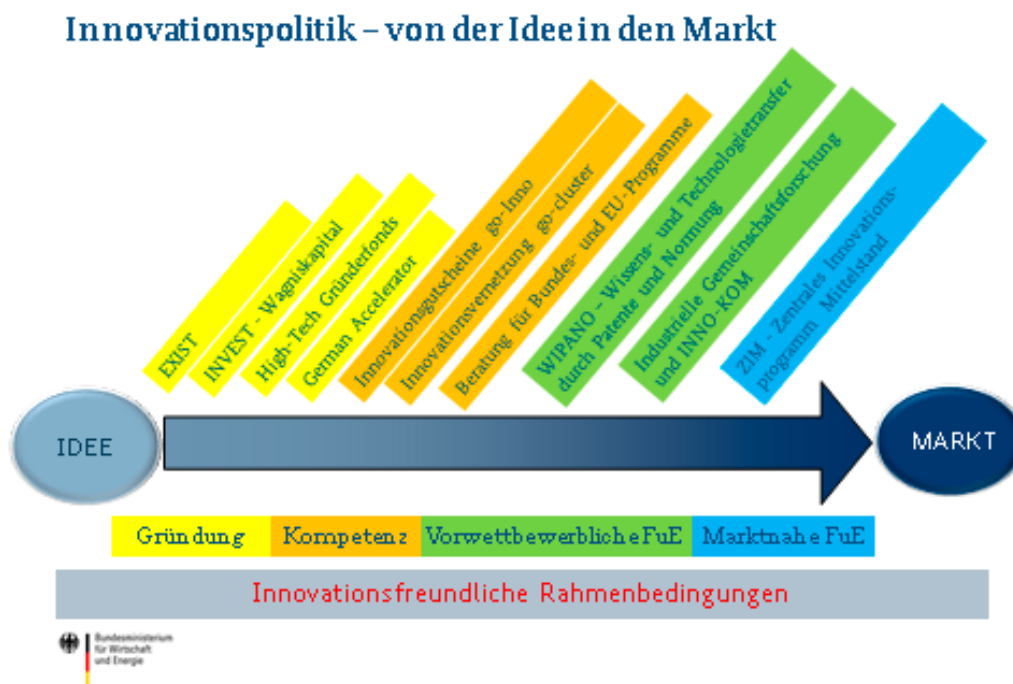 Innovationspolitik – von der Idee in den Markt
EXIST
INVEST - Wagniskapital
High-Tech Gründerfonds
German Accelerator
Innovationsgutscheine go-Inno
Innovationsvernetzung go-cluster
Beratung für Bundes- und EU-Programme
WIPANO – Wissens- und Technologietransfer
durch Patente und Normung
Industrielle Gemeinschaftsforschung
und INNO-KOM
ZIM - Zentrales Innovations-
programm Mittelstand
IDEE
MARKT
Gründung
Kompetenz
Vorwettbewerbliche FuE
Marktnahe FuE
Innovationsfreundliche Rahmenbedingungen
Bundesministerium
für Wirtschaft
und Energie